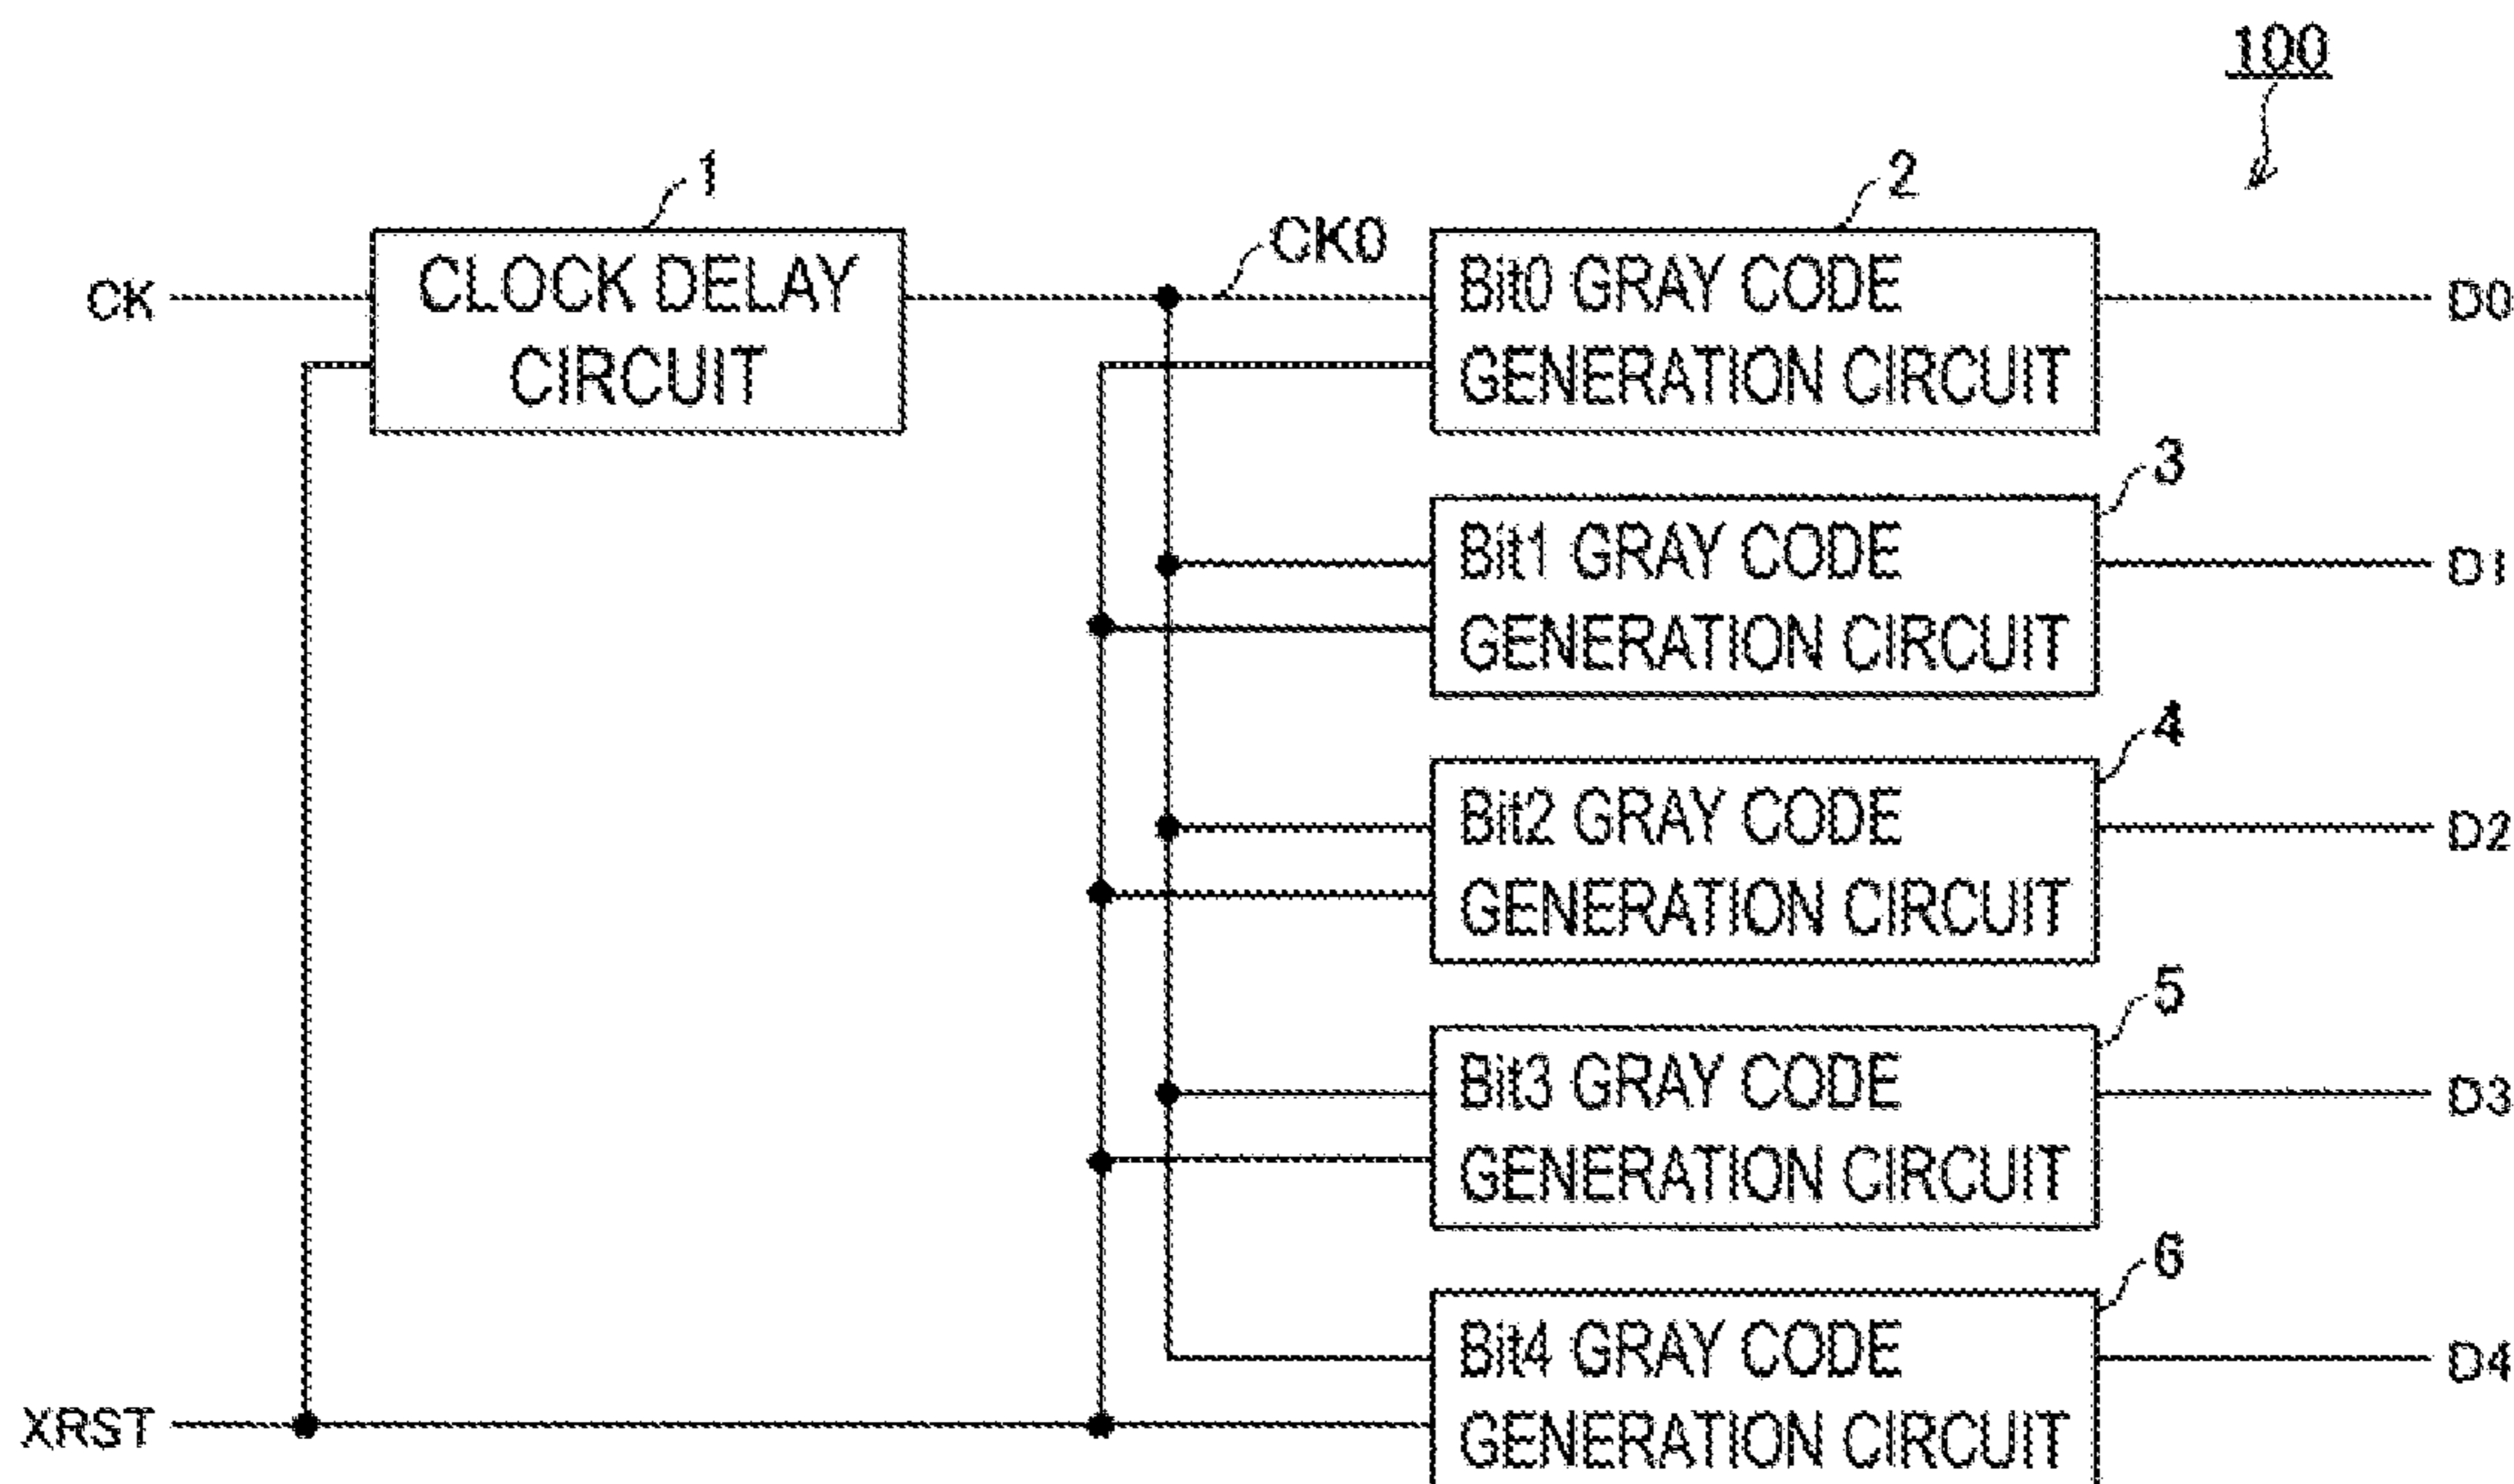 100
1
2
CK
CLOCK DELAY
CIRCUIT
CK0
Bit0 GRAY CODE
GENERATION CIRCUIT
D0
3
Bit1 GRAY CODE
GENERATION CIRCUIT
D1
4
Bit2 GRAY CODE
GENERATION CIRCUIT
D2
5
Bit3 GRAY CODE
GENERATION CIRCUIT
D3
6
Bit4 GRAY CODE
GENERATION CIRCUIT
D4
XRST